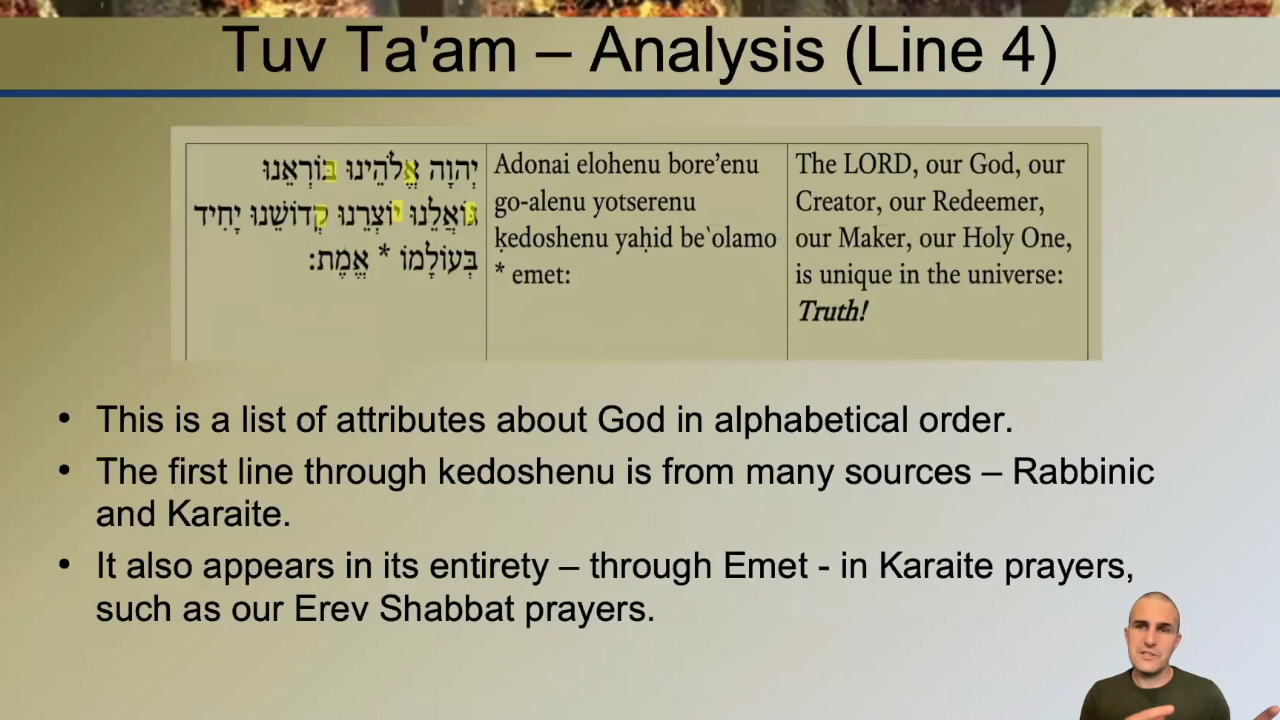 Tuv Ta'am – Analysis (Line 4)
יְהוָה אֱלֹהֵינוּ בּוֹרְאֵנוּ
גּוֹאֲלֵנוּ יוֹצְרֵנוּ קְדוֹשֵׁנוּ יָחִיד
בְּעוֹלָמוֹ * אֱמֶת:
Adonai elohenu bore’enu
go-alenu yotserenu
ḳedoshenu yaḥid be`olamo
* emet:
The LORD, our God, our
Creator, our Redeemer,
our Maker, our Holy One,
is unique in the universe:
Truth!
• This is a list of attributes about God in alphabetical order.
• The first line through kedoshenu is from many sources – Rabbinic
and Karaite.
• It also appears in its entirety – through Emet - in Karaite prayers,
such as our Erev Shabbat prayers.